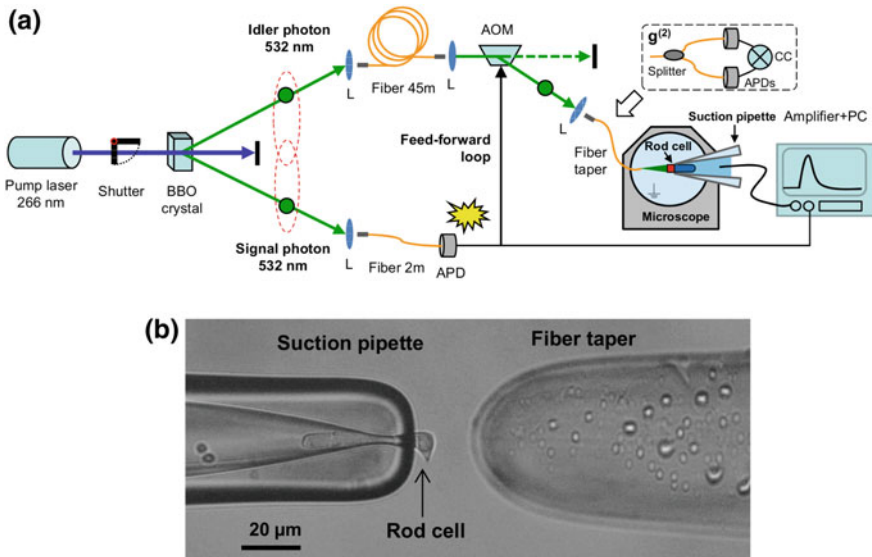 (a)
Idler photon
532 nm
L
Fiber 45m
L
AOM
g(2)
Splitter
CC
APDs
L
Fiber
taper
Suction pipette
Amplifier+PC
Rod cell
Microscope
Feed-forward
loop
Pump laser
266 nm
Shutter
BBO
crystal
Signal photon
532 nm
L
Fiber 2m
APD
(b)
Suction pipette
Fiber taper
20 µm
Rod cell